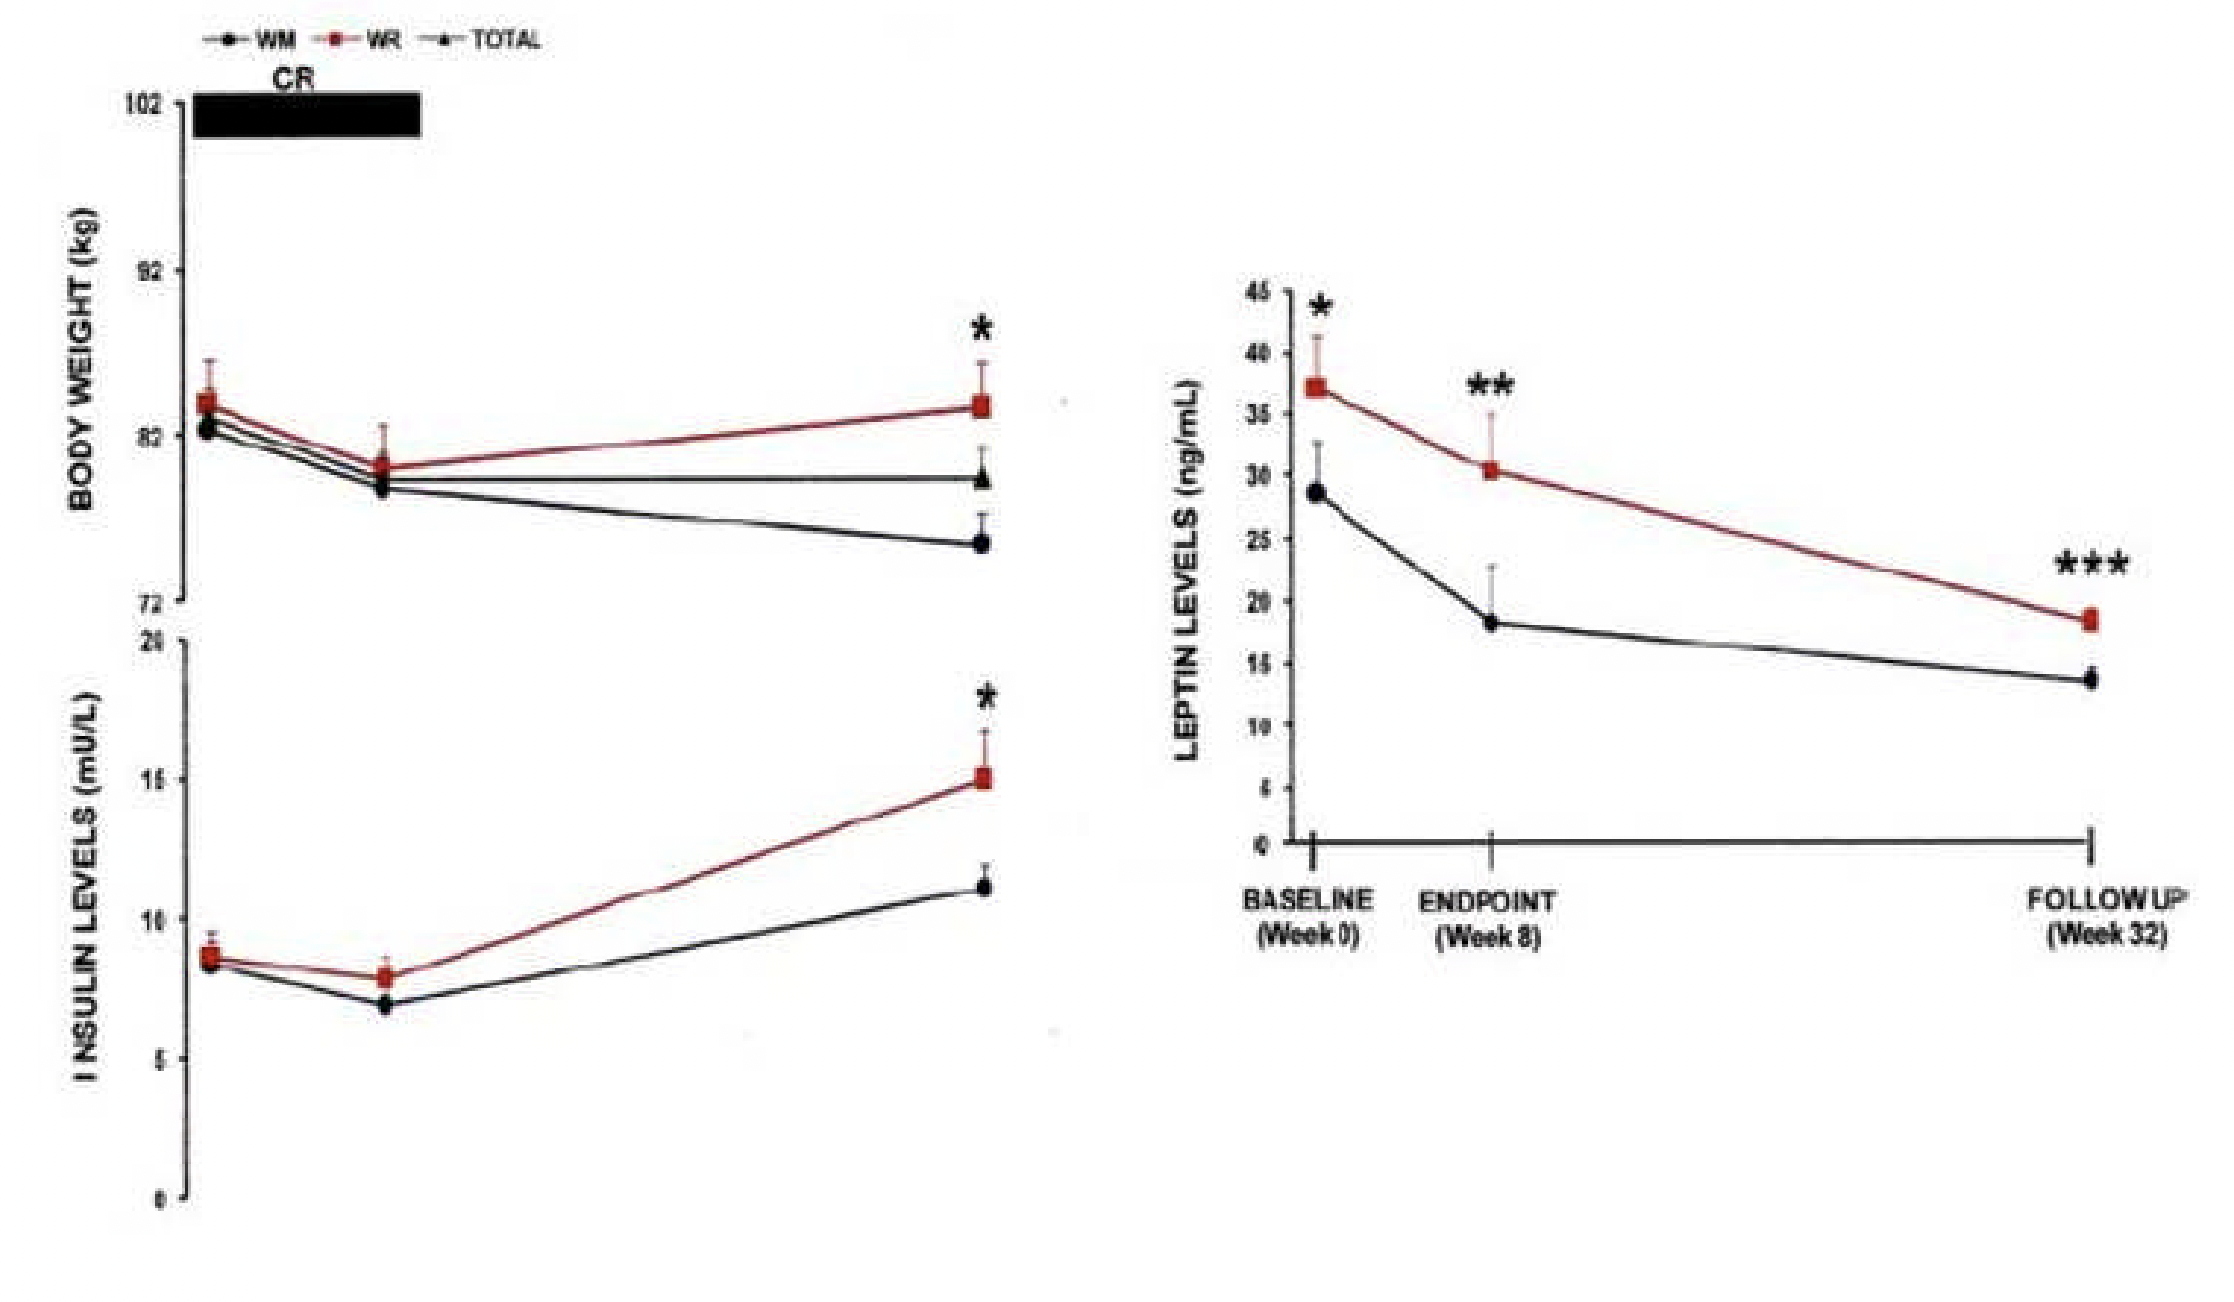 WM WR TOTAL
CR
102
92
82
72
BODY WEIGHT (kg)
*
20
15
10
5
0
I NSULIN LEVELS (mU/L)
*
45
40
35
30
25
20
15
10
5
0
LEPTIN LEVELS (ng/mL)
*
**
***
BASELINE
(Week 0)
ENDPOINT
(Week 8)
FOLLOW UP
(Week 32)